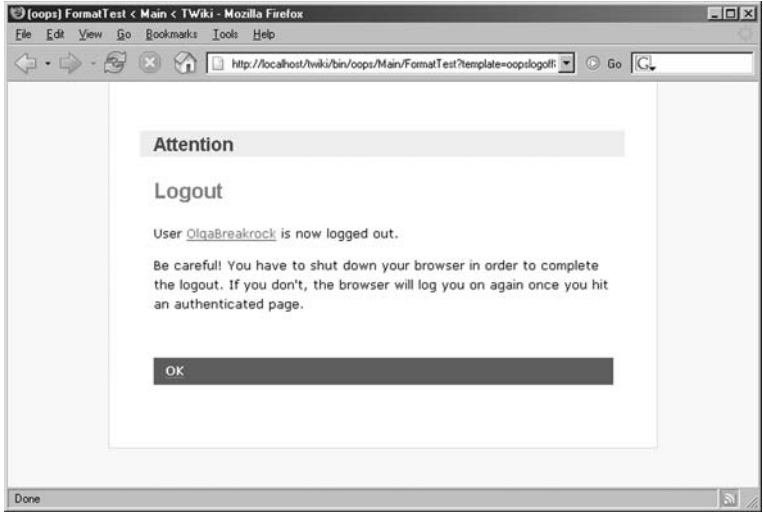 (oops) FormatTest < Main < TWiki - Mozilla Firefox
File Edit View Go Bookmarks Tools Help
http://localhost/twiki/bin/oops/Main/FormatTest?template=oopslogoff& Go G
Attention
Logout
User OlgaBreakrock is now logged out.
Be careful! You have to shut down your browser in order to complete
the logout. If you don't, the browser will log you on again once you hit
an authenticated page.
OK
Done